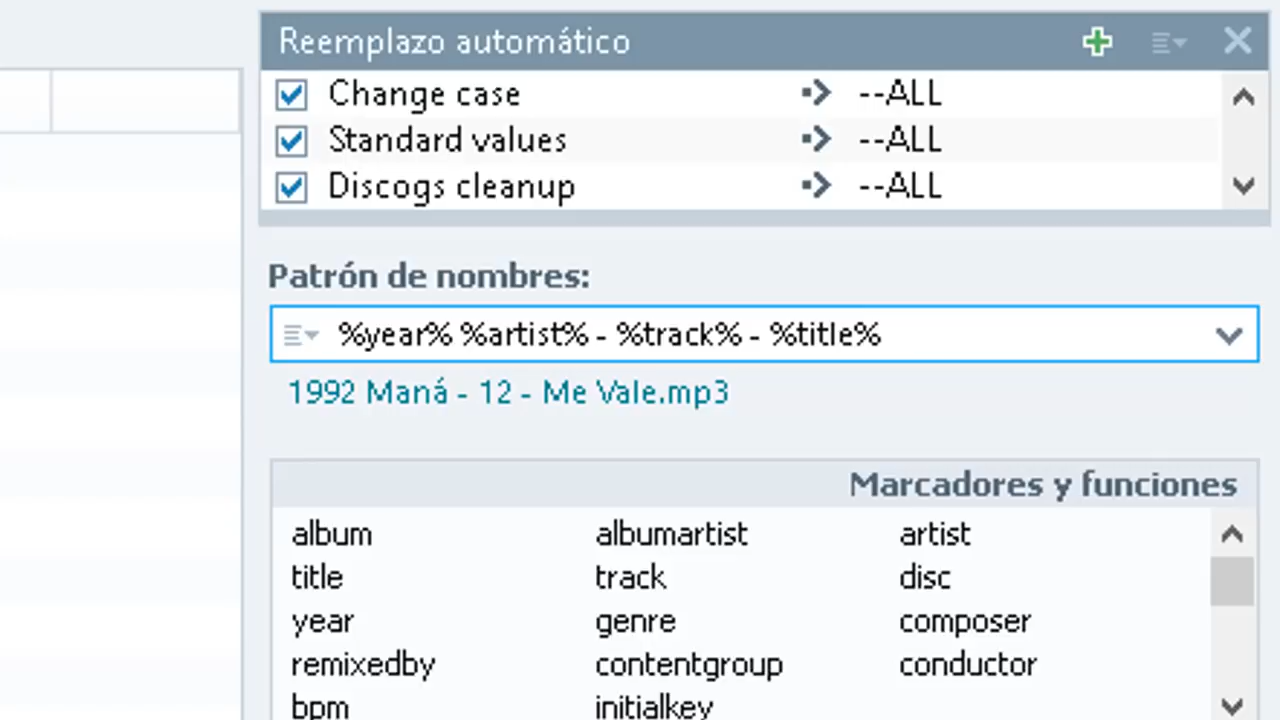 Reemplazo automático
Change case --ALL
Standard values --ALL
Discogs cleanup --ALL
Patrón de nombres:
%year% %artist% - %track% - %title%
1992 Maná - 12 - Me Vale.mp3
Marcadores y funciones
album albumartist artist
title track disc
year genre composer
remixedby contentgroup conductor
bpm initialkey